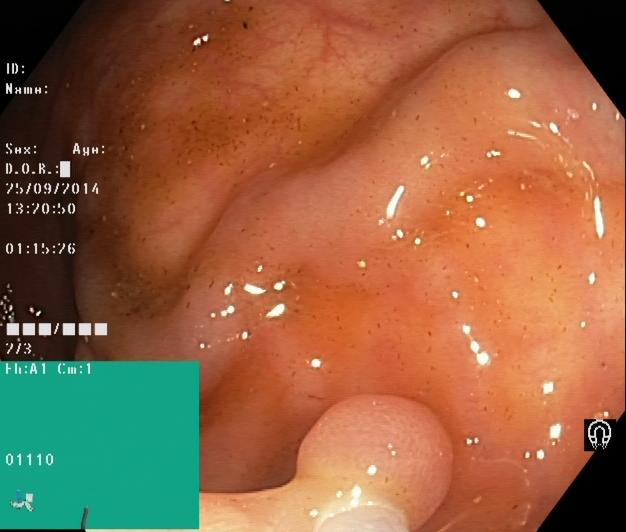 ID:
Name:
Sex: Age:
D.O.B.:
25/09/2014
13:20:50
01:15:26
■■■/■■■
2/3
Eh:A1 Cm:1
01110